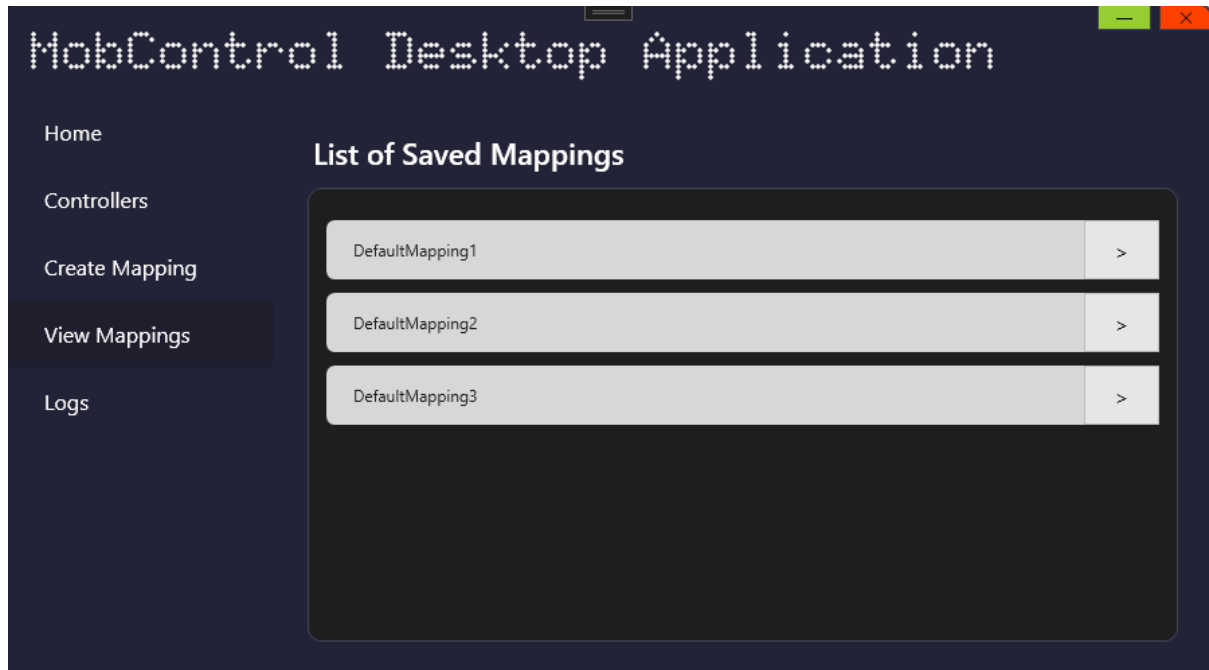 MobControl Desktop Application
Home
Controllers
Create Mapping
View Mappings
Logs
List of Saved Mappings
DefaultMapping1
>
DefaultMapping2
>
DefaultMapping3
>